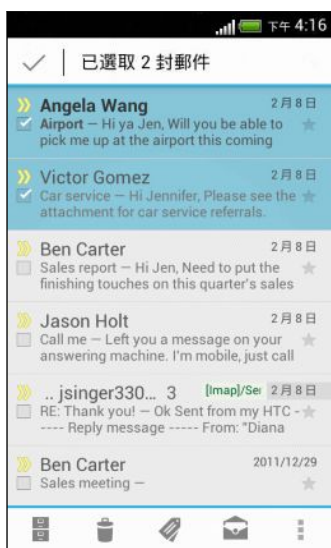 下午 4:16
已選取 2 封郵件
Angela Wang 2月8日
Airport – Hi ya Jen, Will you be able to
pick me up at the airport this coming
Victor Gomez 2月8日
Car service – Hi Jennifer, Please see the
attachment for car service referrals.
Ben Carter 2月8日
Sales report – Hi Jen, Need to put the
finishing touches on this quarter's sales
Jason Holt 2月8日
Call me – Left you a message on your
answering machine. I'm mobile, just call
.. jsinger330... 3 [Imap]/Ser 2月8日
RE: Thank you! – Ok Sent from my HTC -
---- Reply message ----- From: "Diana
Ben Carter 2011/12/29
Sales meeting –